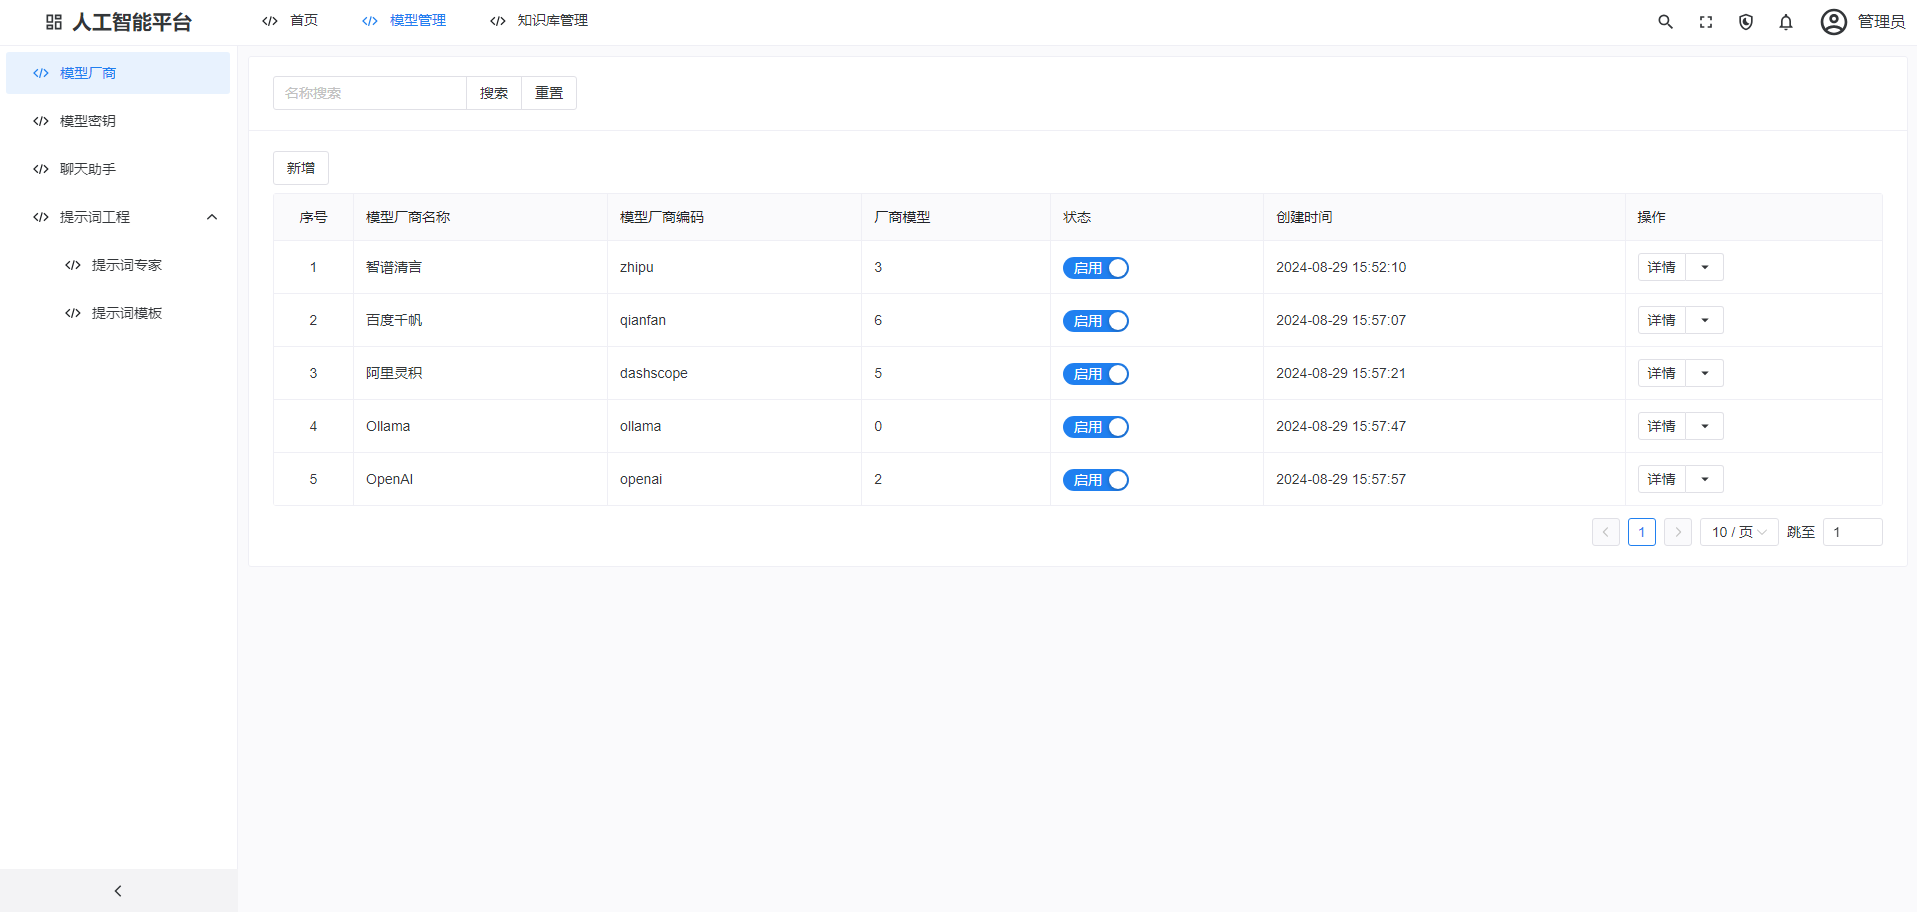 人工智能平台 首页 模型管理 知识库管理 管理员
模型厂商
模型密钥
聊天助手
提示词工程
提示词专家
提示词模板
名称搜索 搜索 重置
新增
序号 模型厂商名称 模型厂商编码 厂商模型 状态 创建时间 操作
1 智谱清言 zhipu 3 启用 2024-08-29 15:52:10 详情
2 百度千帆 qianfan 6 启用 2024-08-29 15:57:07 详情
3 阿里灵积 dashscope 5 启用 2024-08-29 15:57:21 详情
4 Ollama ollama 0 启用 2024-08-29 15:57:47 详情
5 OpenAI openai 2 启用 2024-08-29 15:57:57 详情
1 10 / 页 跳至 1